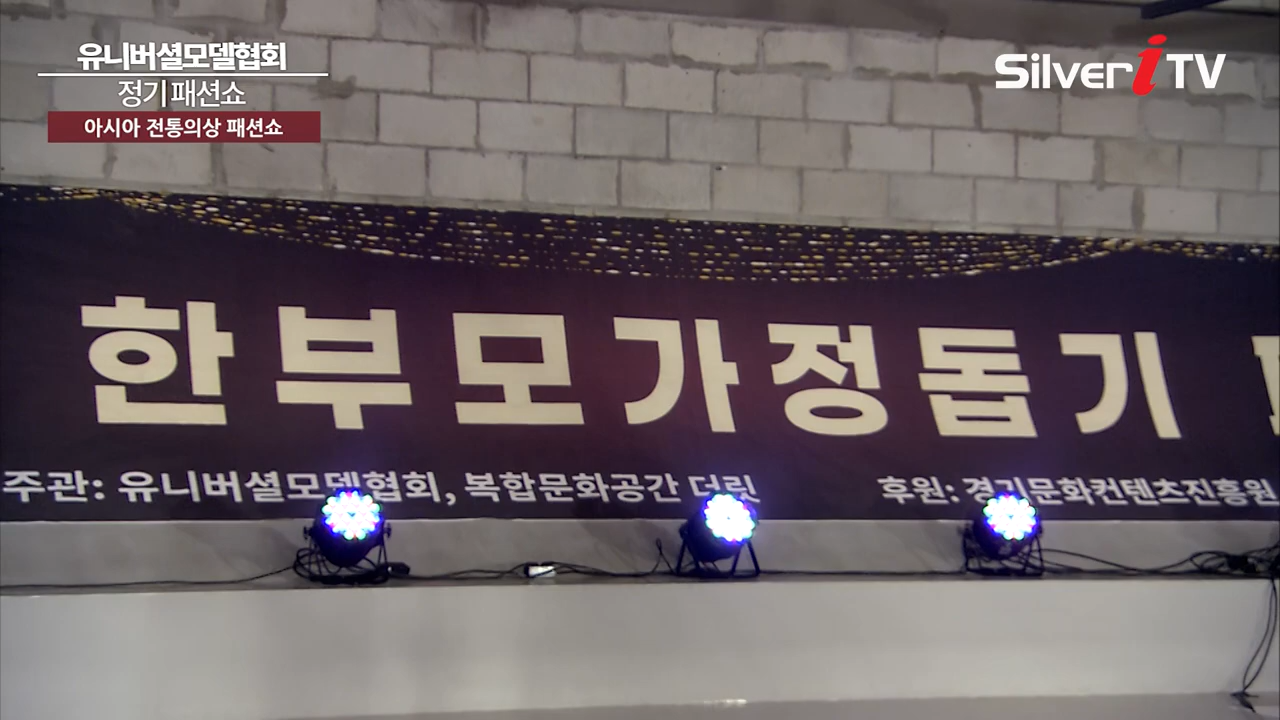 유니버셜모델협회
정기 패션쇼
아시아 전통의상 패션쇼
Silver i TV
한부모가정돕기
주관: 유니버셜모델협회, 복합문화공간 더릿
후원: 경기문화컨텐츠진흥원